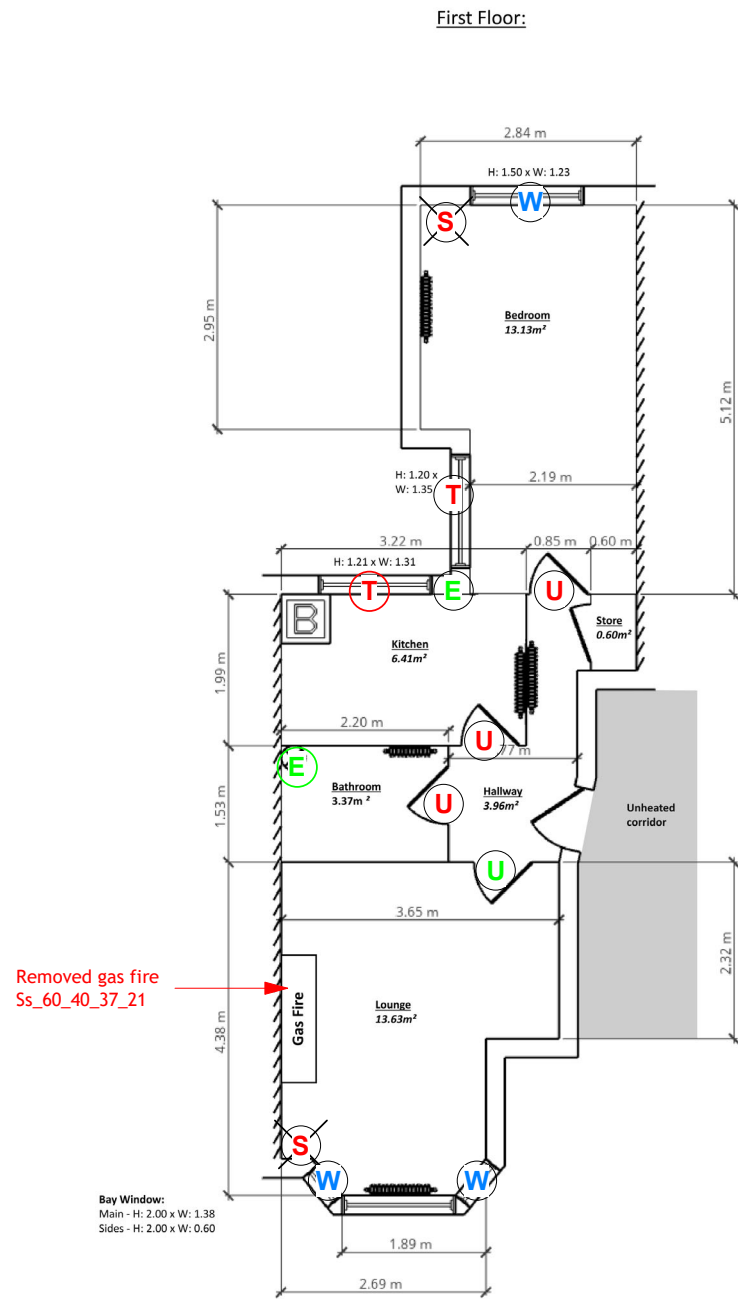 First Floor:
2.84 m
H: 1.50 x W: 1.23
W
S
2.95 m
Bedroom
13.13m²
5.12 m
H: 1.20 x
W: 1.35
T
2.19 m
3.22 m
0.85 m
0.60 m
H: 1.21 x W: 1.31
T
E
U
B
Store
0.60m²
Kitchen
6.41m²
1.99 m
2.20 m
U
77 m
E
Bathroom
3.37m ²
U
Hallway
3.96m²
1.53 m
Unheated
corridor
U
3.65 m
2.32 m
Removed gas fire
Ss_60_40_37_21
Gas Fire
Lounge
13.63m²
4.38 m
S
W
W
Bay Window:
Main - H: 2.00 x W: 1.38
Sides - H: 2.00 x W: 0.60
1.89 m
2.69 m